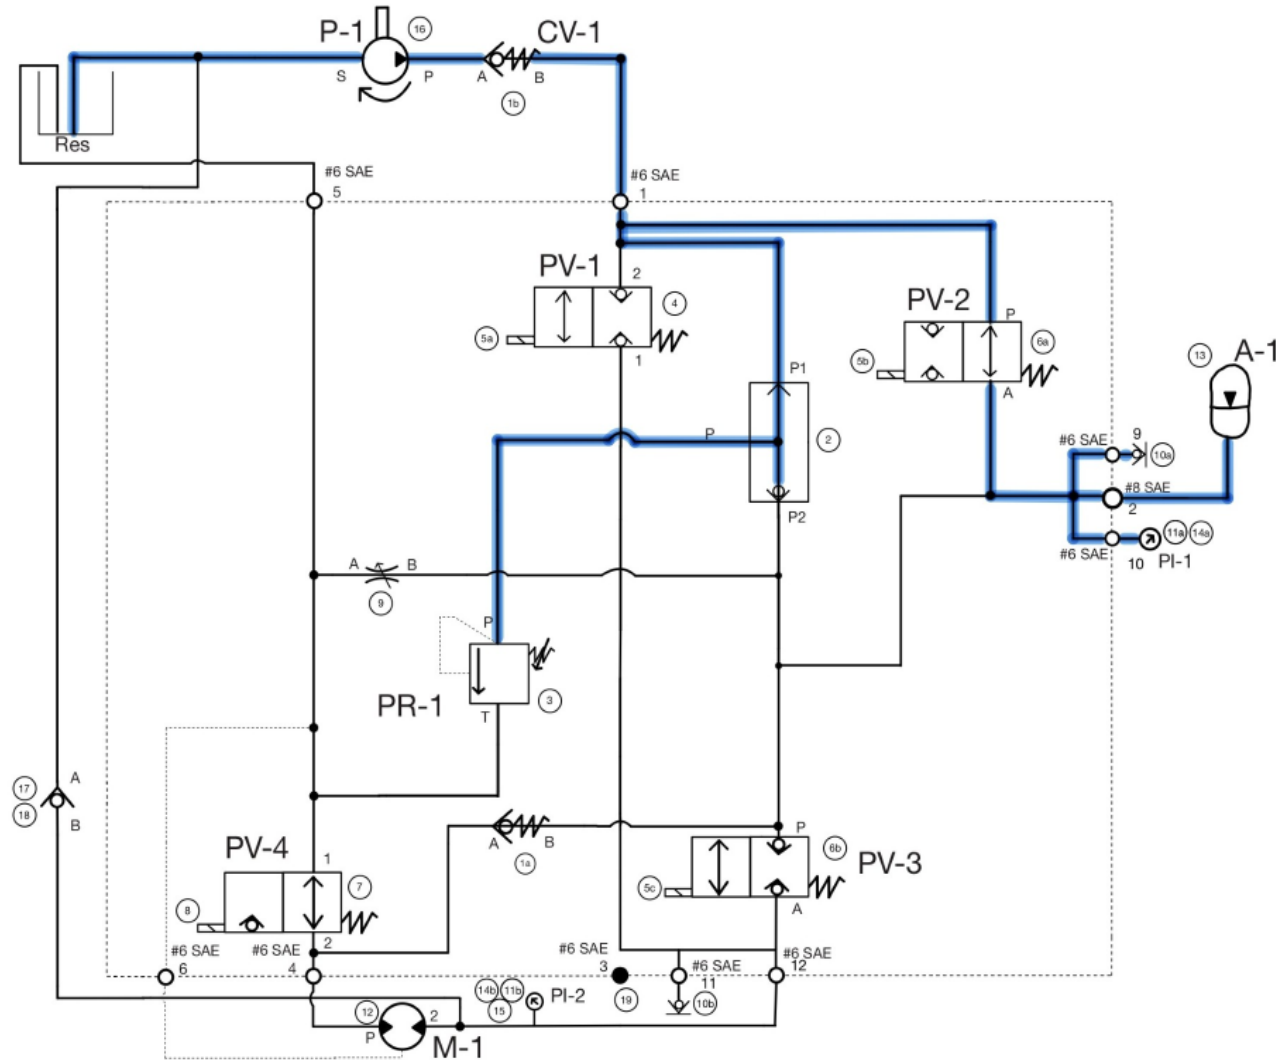 P-1
16
CV-1
S
P
A
B
1b
Res
#6 SAE
5
#6 SAE
1
PV-1
2
4
5a
1
PV-2
P
6a
5b
A
13
A-1
P1
P
2
P2
#6 SAE
9
10a
#8 SAE
2
#6 SAE
10
11a
14a
PI-1
A
B
9
P
PR-1
3
T
17
18
A
B
A
B
1a
P
6b
PV-3
5c
A
PV-4
1
7
8
2
#6 SAE
6
#6 SAE
4
#6 SAE
3
19
#6 SAE
11
10b
#6 SAE
12
14b
11b
15
PI-2
12
P
2
M-1